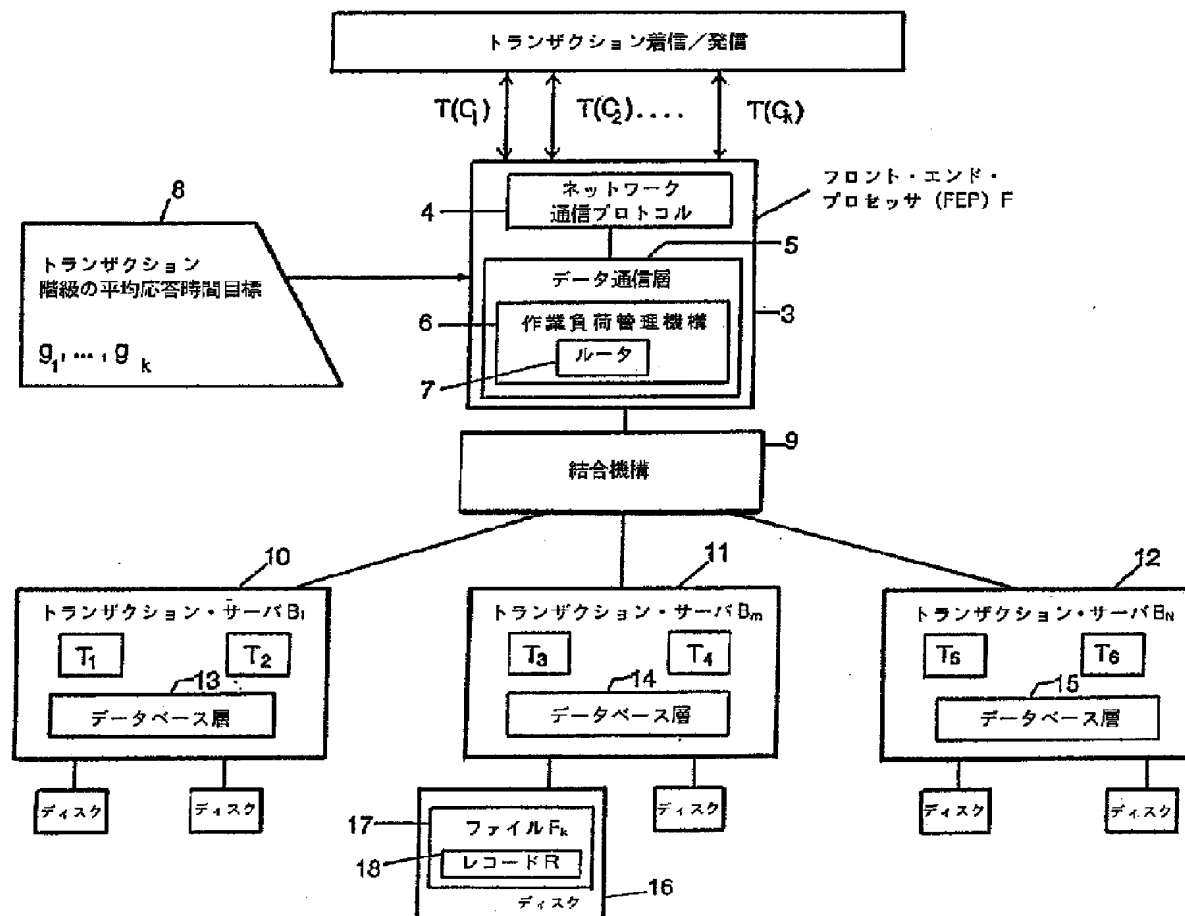 トランザクション着信/発信
T(C₁) T(C₂).... T(Cₖ)
8
フロント・エンド・
プロセッサ (FEP) F
ネットワーク
通信プロトコル
4
5
トランザクション
階級の平均応答時間目標
g₁, ..., gₖ
データ通信層
3
6
作業負荷管理機構
ルータ
7
9
結合機構
10
11
12
トランザクション・サーバB₁
T₁
T₂
13
データベース層
トランザクション・サーバBₘ
T₃
T₄
14
データベース層
トランザクション・サーバB_N
T₅
T₆
15
データベース層
ディスク
ディスク
ディスク
ディスク
ディスク
17
ファイルFₖ
18
レコードR
ディスク
16